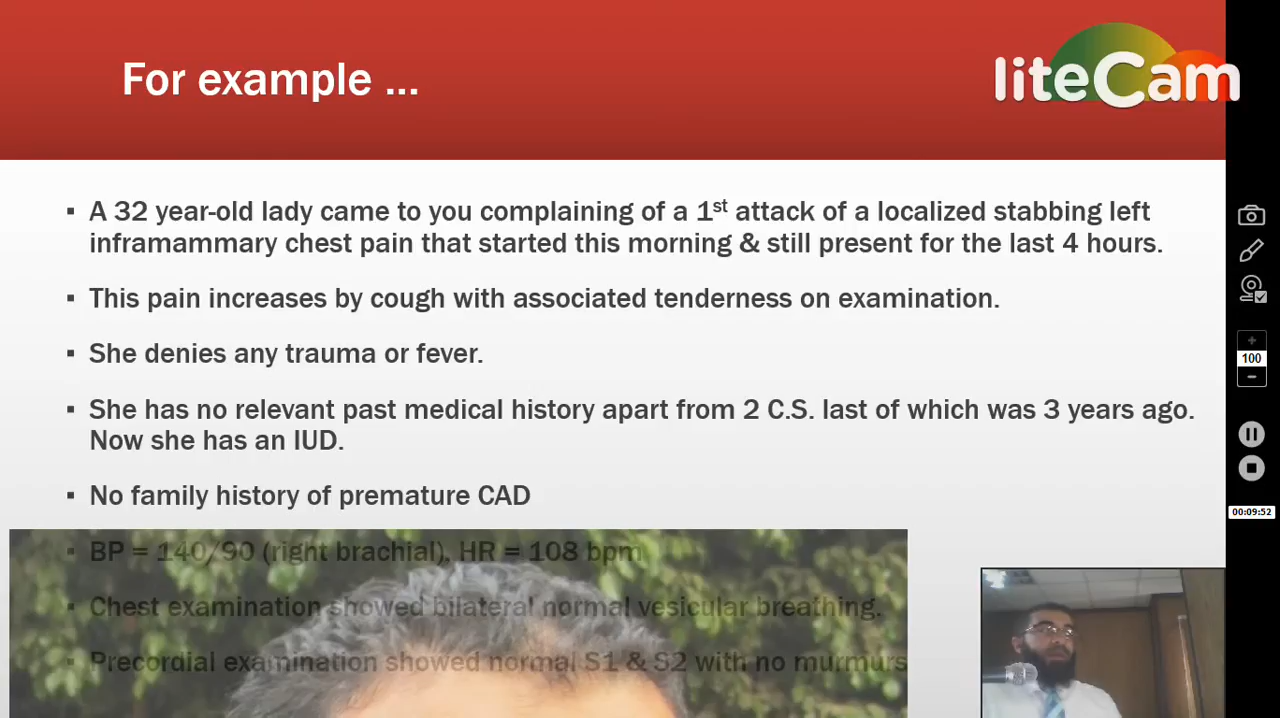 For example ...
liteCam
▪ A 32 year-old lady came to you complaining of a 1st attack of a localized stabbing left
inframammary chest pain that started this morning & still present for the last 4 hours.
▪ This pain increases by cough with associated tenderness on examination.
▪ She denies any trauma or fever.
▪ She has no relevant past medical history apart from 2 C.S. last of which was 3 years ago.
Now she has an IUD.
▪ No family history of premature CAD
▪ BP = 140/90 (right brachial), HR = 108 bpm
▪ Chest examination showed bilateral normal vesicular breathing.
▪ Precordial examination showed normal S1 & S2 with no murmurs
100
00:09:52